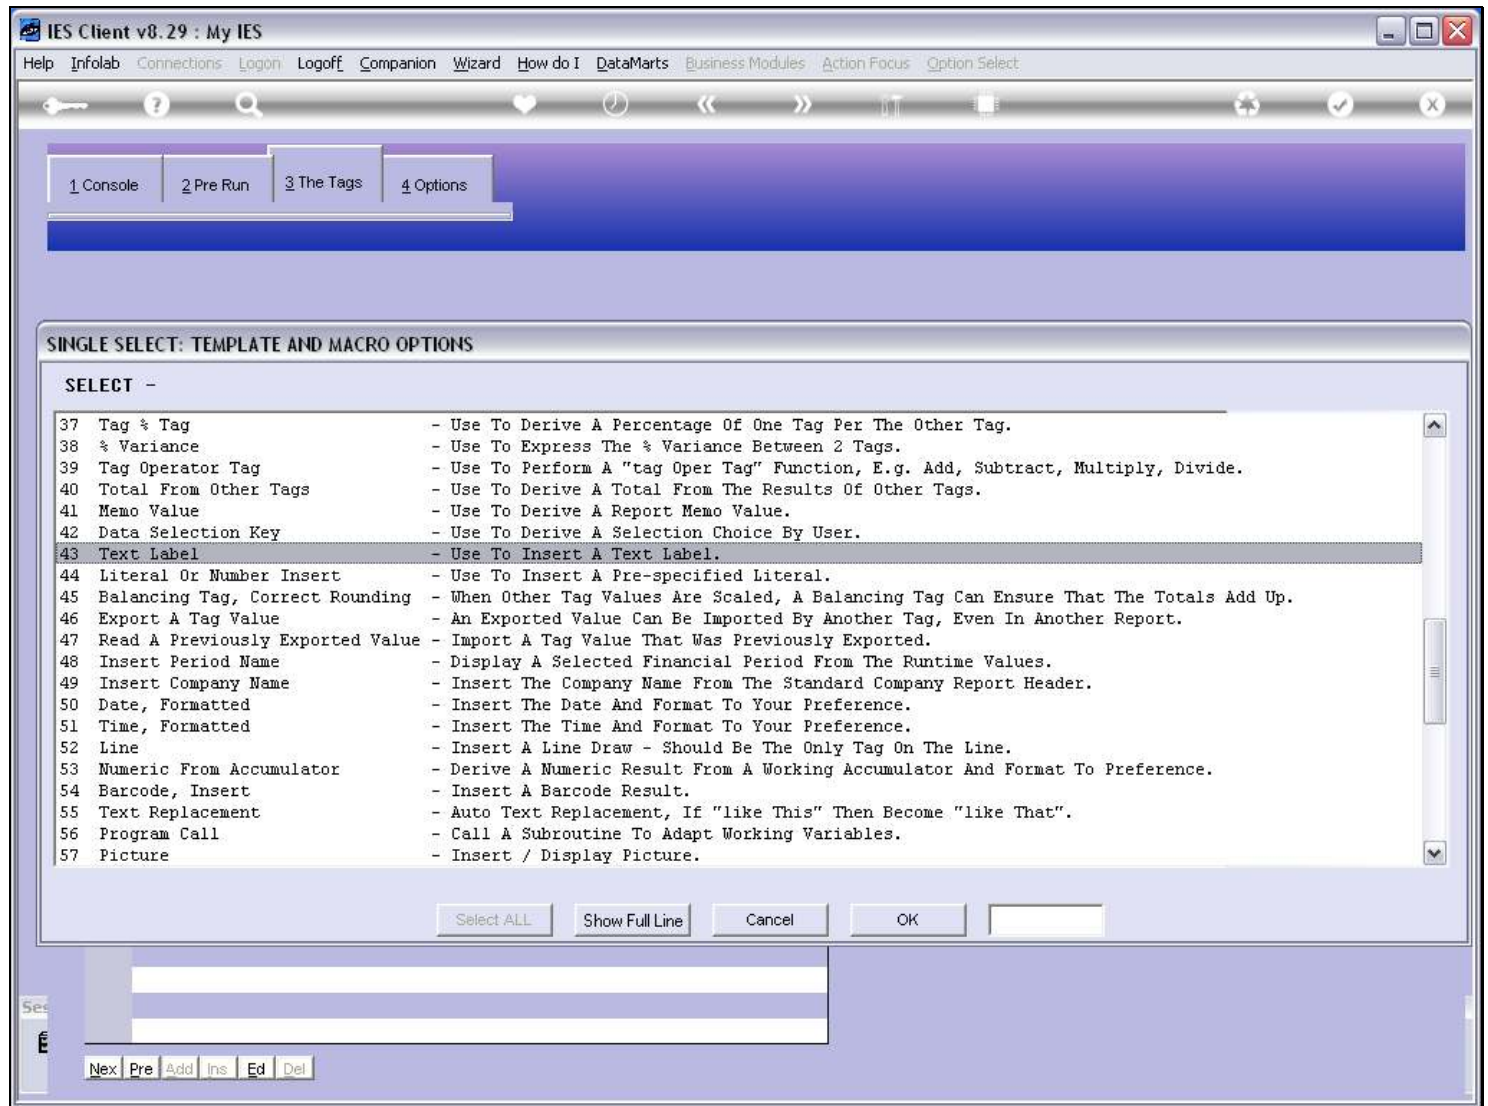 IES Client v8.29 : My IES
Help Infolab Connections Logon Logoff Companion Wizard How do I DataMarts Business Modules Action Focus Option Select
1 Console 2 Pre Run 3 The Tags 4 Options
SINGLE SELECT: TEMPLATE AND MACRO OPTIONS
SELECT -
37 Tag % Tag - Use To Derive A Percentage Of One Tag Per The Other Tag.
38 % Variance - Use To Express The % Variance Between 2 Tags.
39 Tag Operator Tag - Use To Perform A "tag Oper Tag" Function, E.g. Add, Subtract, Multiply, Divide.
40 Total From Other Tags - Use To Derive A Total From The Results Of Other Tags.
41 Memo Value - Use To Derive A Report Memo Value.
42 Data Selection Key - Use To Derive A Selection Choice By User.
43 Text Label - Use To Insert A Text Label.
44 Literal Or Number Insert - Use To Insert A Pre-specified Literal.
45 Balancing Tag, Correct Rounding - When Other Tag Values Are Scaled, A Balancing Tag Can Ensure That The Totals Add Up.
46 Export A Tag Value - An Exported Value Can Be Imported By Another Tag, Even In Another Report.
47 Read A Previously Exported Value - Import A Tag Value That Was Previously Exported.
48 Insert Period Name - Display A Selected Financial Period From The Runtime Values.
49 Insert Company Name - Insert The Company Name From The Standard Company Report Header.
50 Date, Formatted - Insert The Date And Format To Your Preference.
51 Time, Formatted - Insert The Time And Format To Your Preference.
52 Line - Insert A Line Draw - Should Be The Only Tag On The Line.
53 Numeric From Accumulator - Derive A Numeric Result From A Working Accumulator And Format To Preference.
54 Barcode, Insert - Insert A Barcode Result.
55 Text Replacement - Auto Text Replacement, If "like This" Then Become "like That".
56 Program Call - Call A Subroutine To Adapt Working Variables.
57 Picture - Insert / Display Picture.
Select ALL Show Full Line Cancel OK
Ses
Nex Pre Add Ins Ed Del